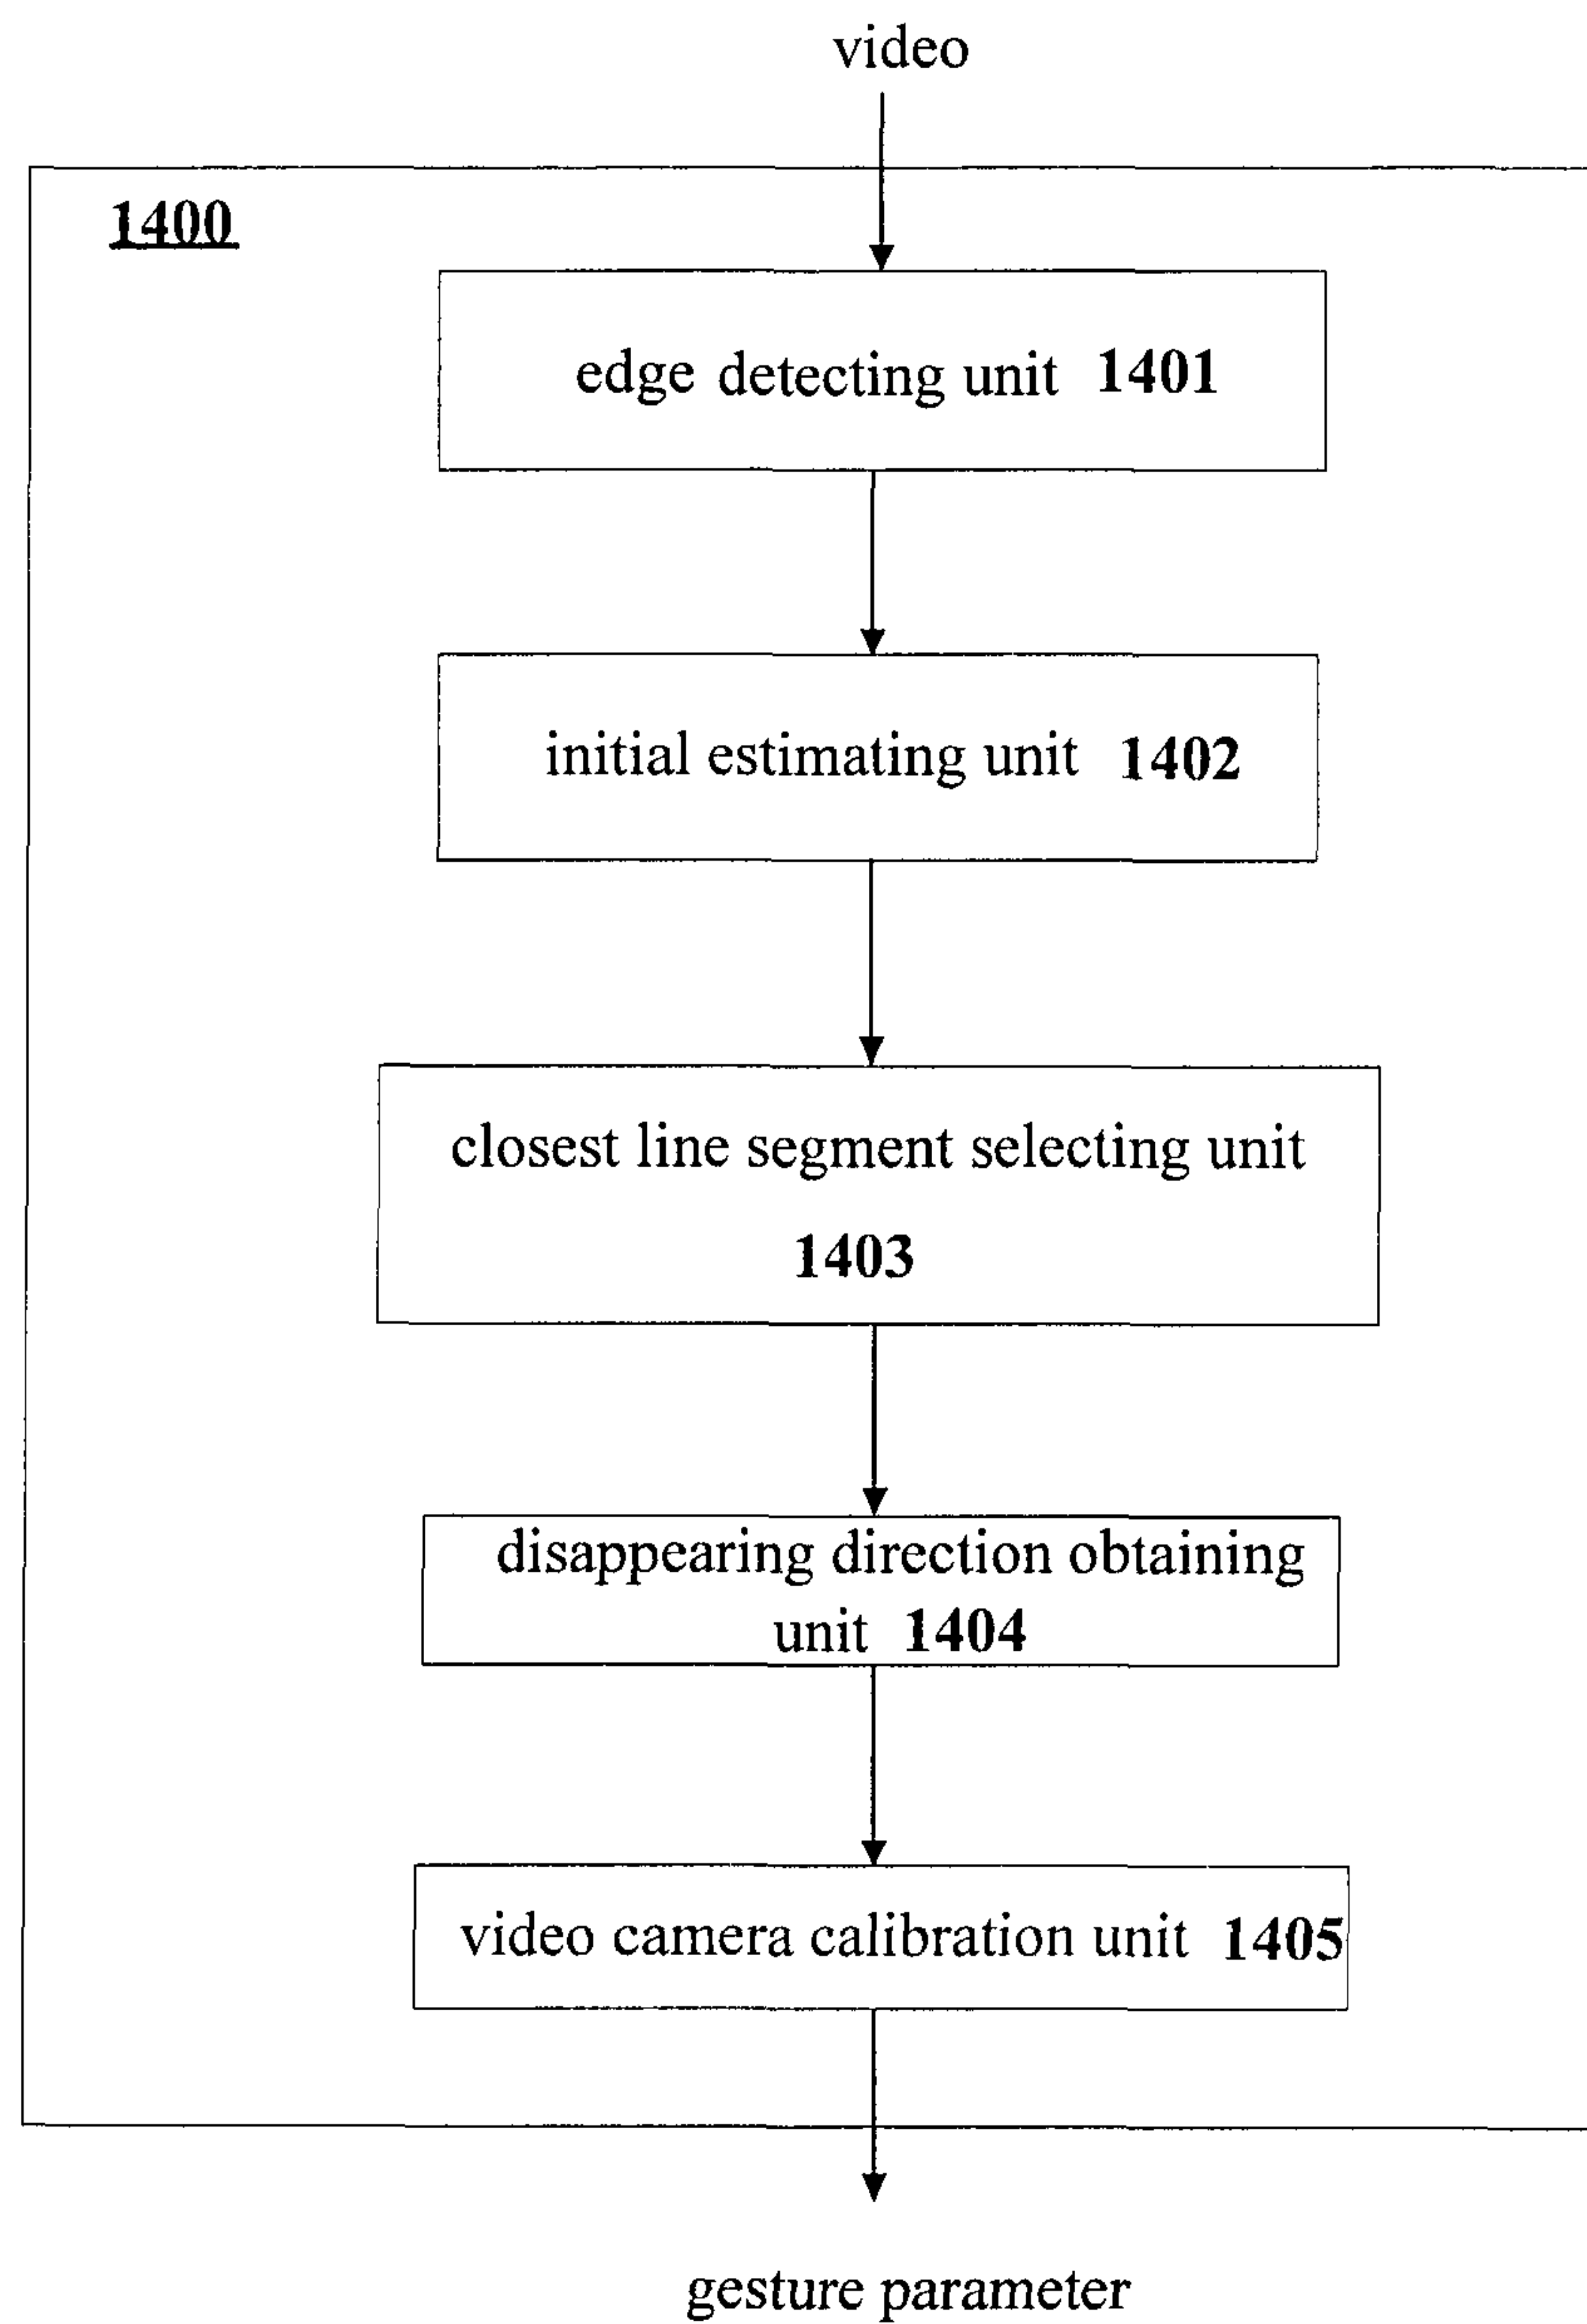 video
1400
edge detecting unit 1401
initial estimating unit 1402
closest line segment selecting unit
1403
disappearing direction obtaining
unit 1404
video camera calibration unit 1405
gesture parameter